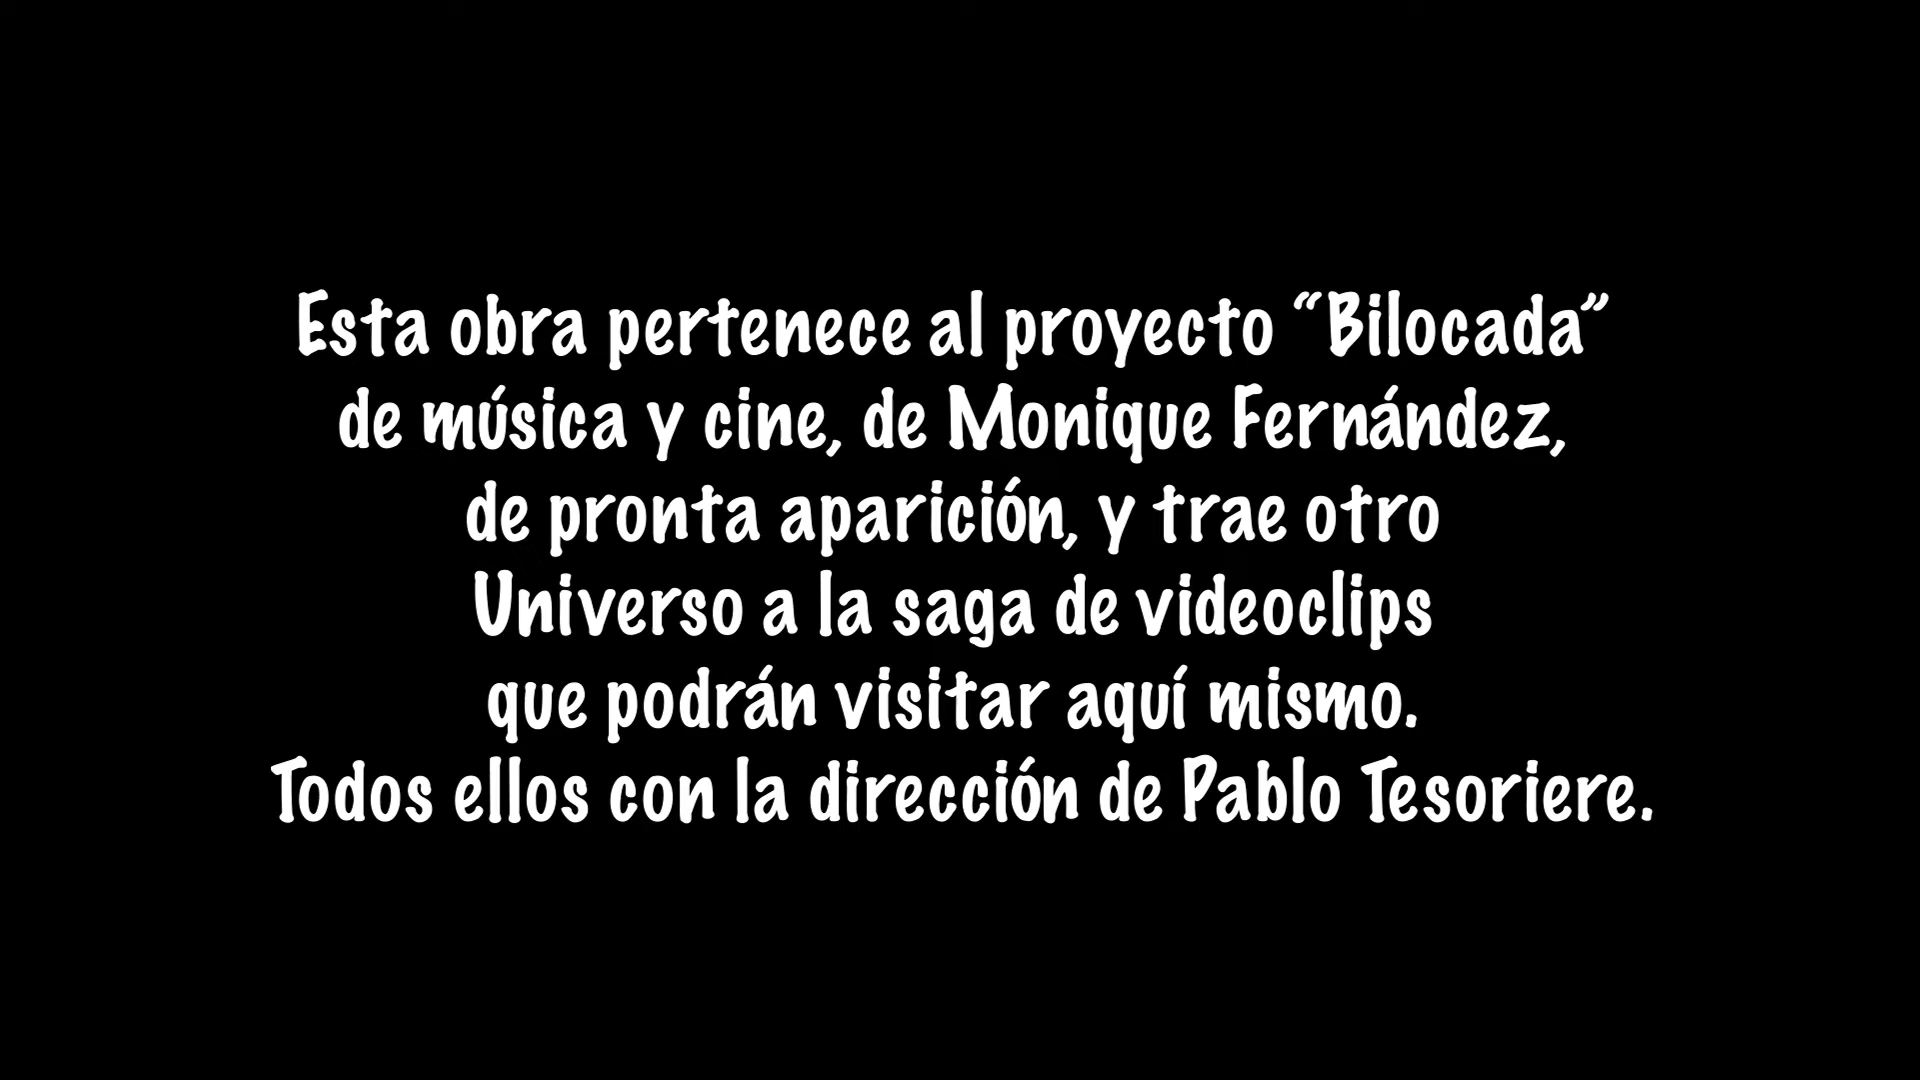 Esta obra pertenece al proyecto “Bilocada”
de música y cine, de Monique Fernández,
de pronta aparición, y trae otro
Universo a la saga de videoclips
que podrán visitar aquí mismo.
Todos ellos con la dirección de Pablo Tesoriere.